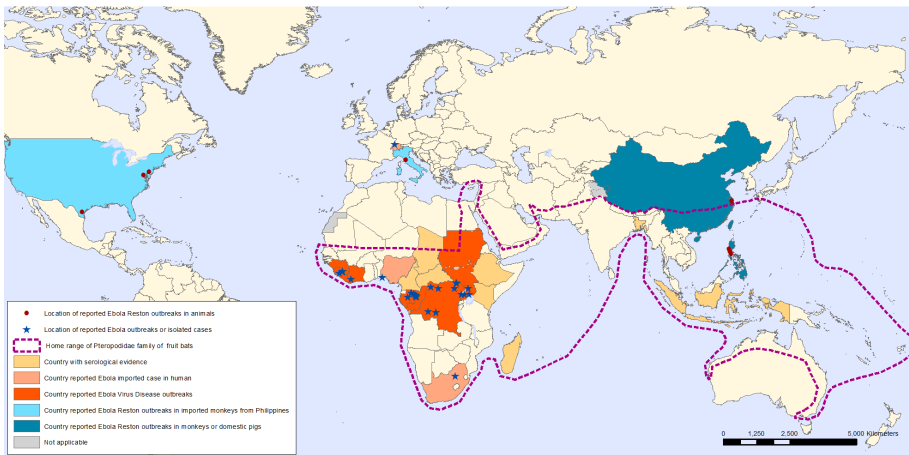 Location of reported Ebola Reston outbreaks in animals
Location of reported Ebola outbreaks or isolated cases
Home range of Pteropodidae family of fruit bats
Country with serological evidence
Country reported Ebola imported case in human
Country reported Ebola Virus Disease outbreaks
Country reported Ebola Reston outbreaks in imported monkeys from Philippines
Country reported Ebola Reston outbreaks in monkeys or domestic pigs
Not applicable
0 1,250 2,500 5,000 Kilometers